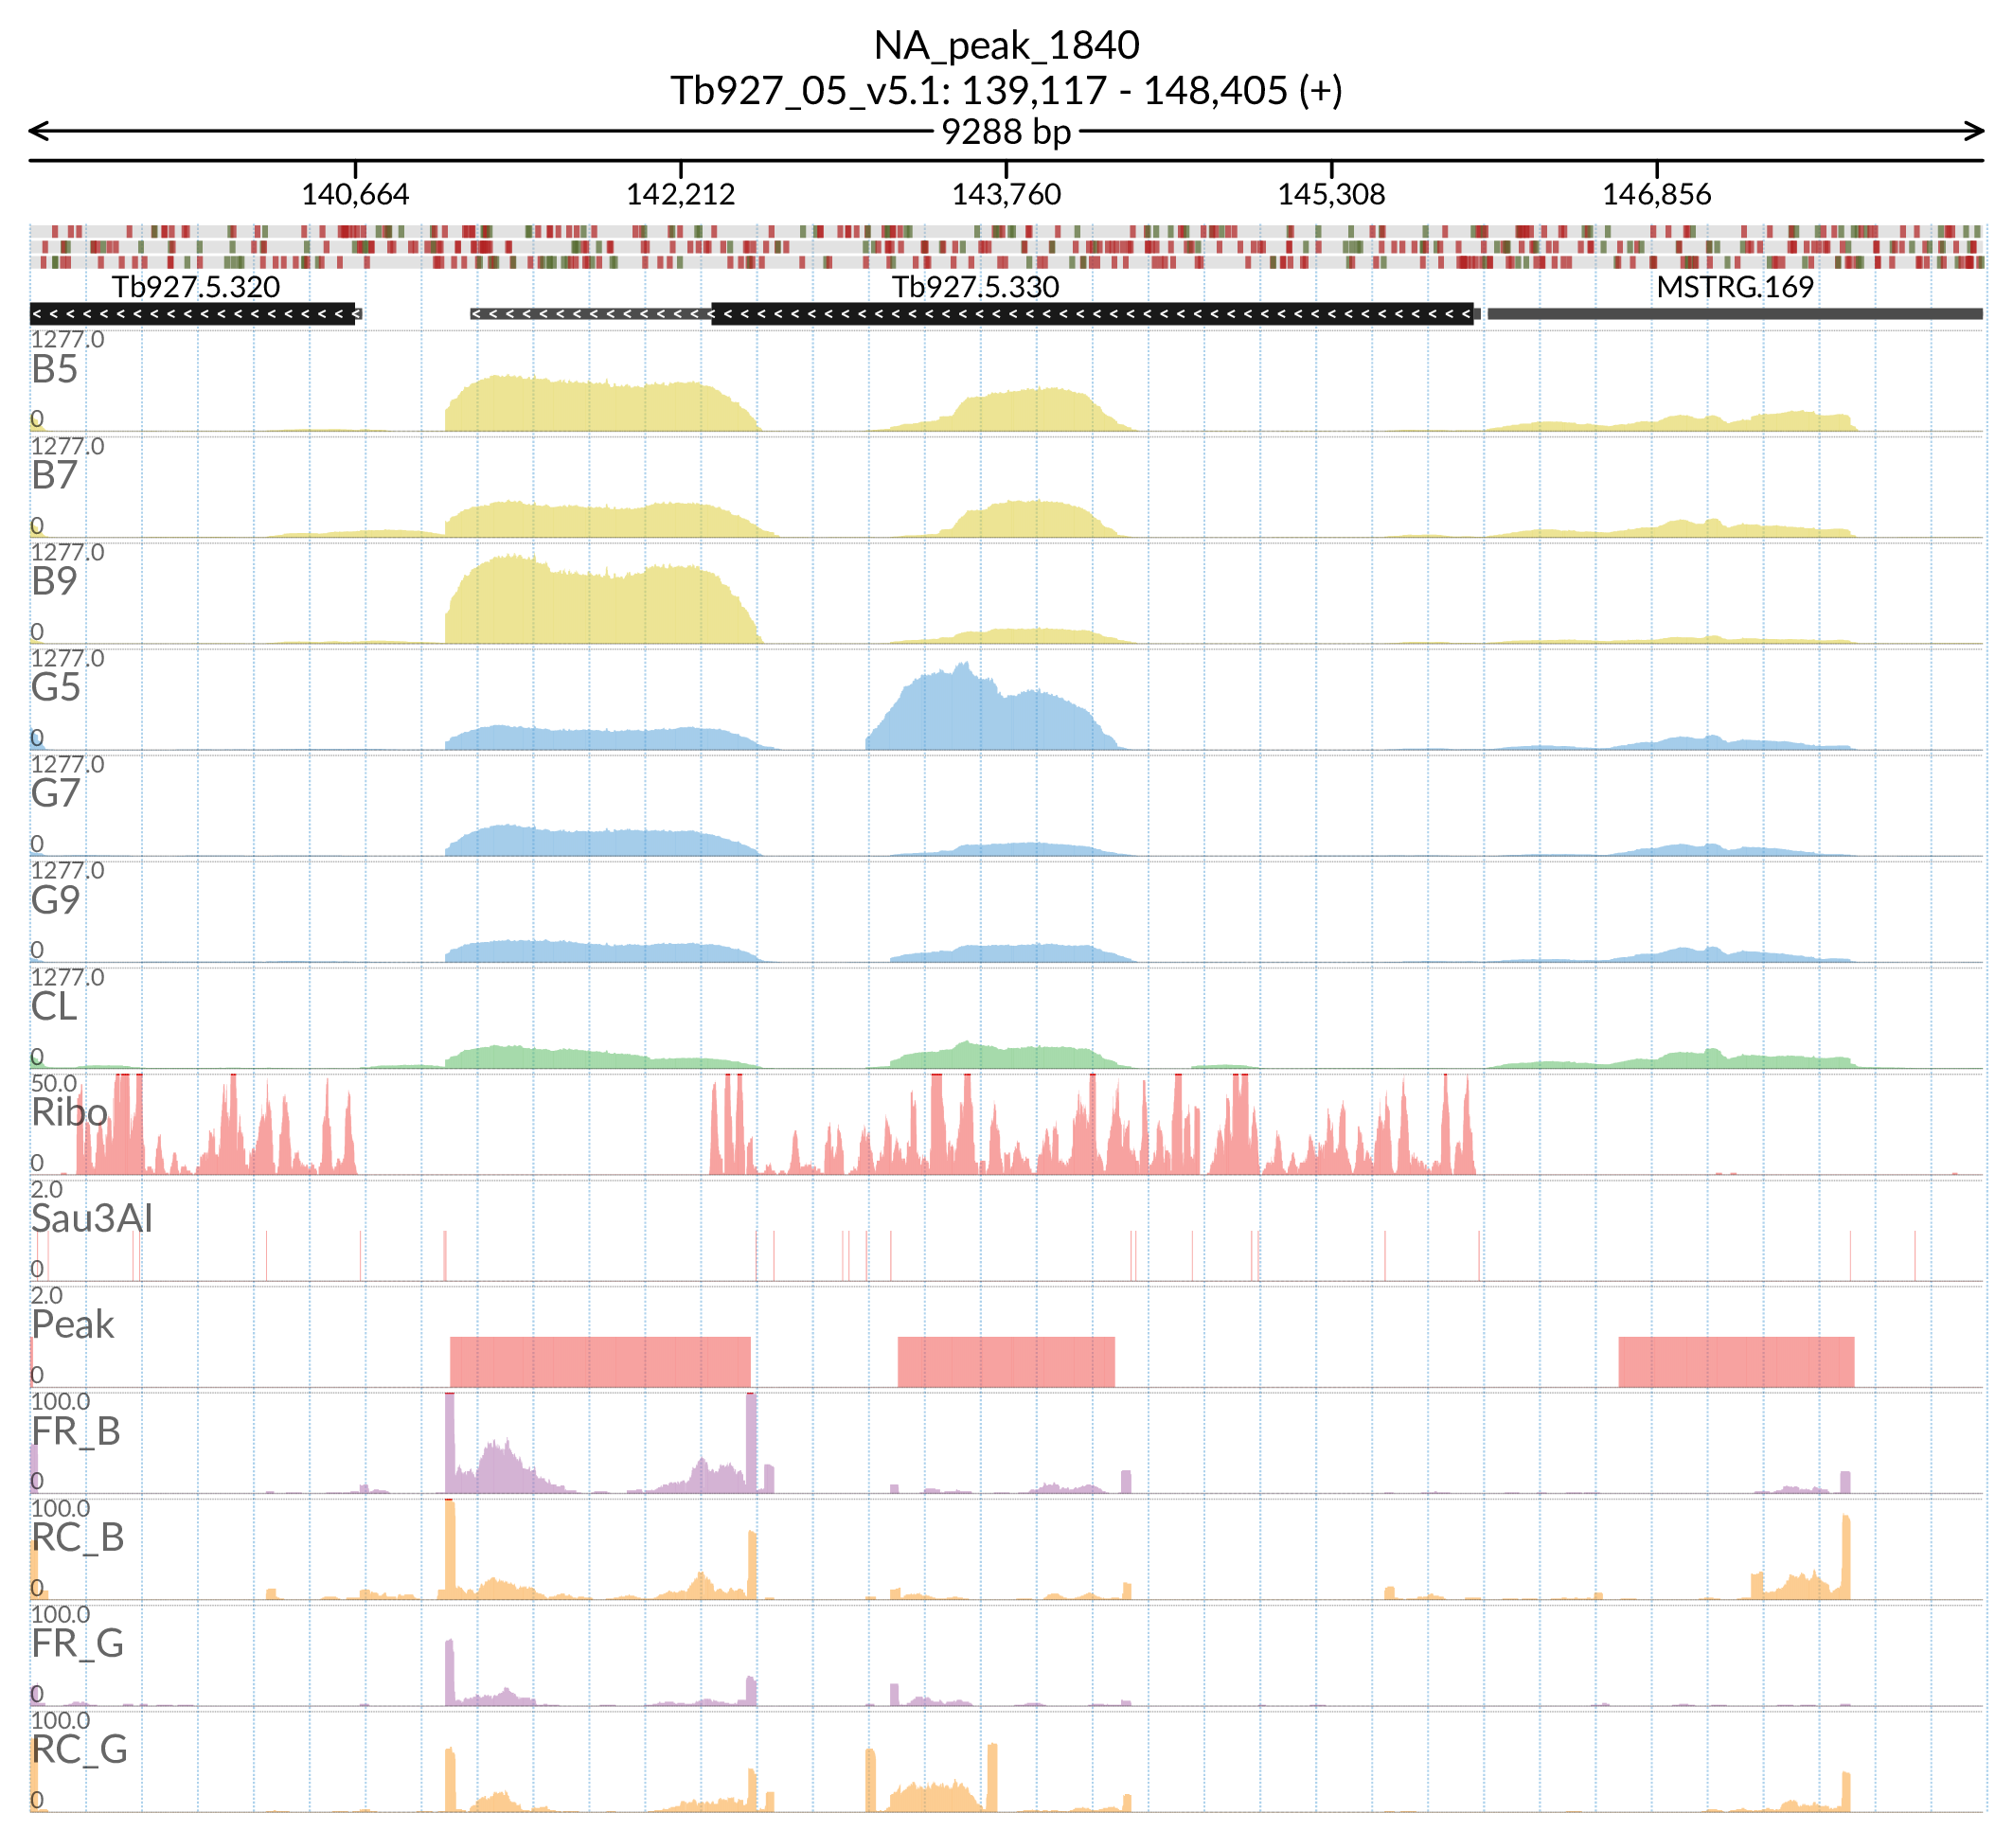 NA_peak_1840
Tb927_05_v5.1: 139,117 - 148,405 (+)
9288 bp
140,664 142,212 143,760 145,308 146,856
Tb927.5.320 Tb927.5.330 MSTRG.169
1277.0
B5
0
1277.0
B7
0
1277.0
B9
0
1277.0
G5
0
1277.0
G7
0
1277.0
G9
0
1277.0
CL
0
50.0
Ribo
0
2.0
Sau3AI
0
2.0
Peak
0
100.0
FR_B
0
100.0
RC_B
0
100.0
FR_G
0
100.0
RC_G
0